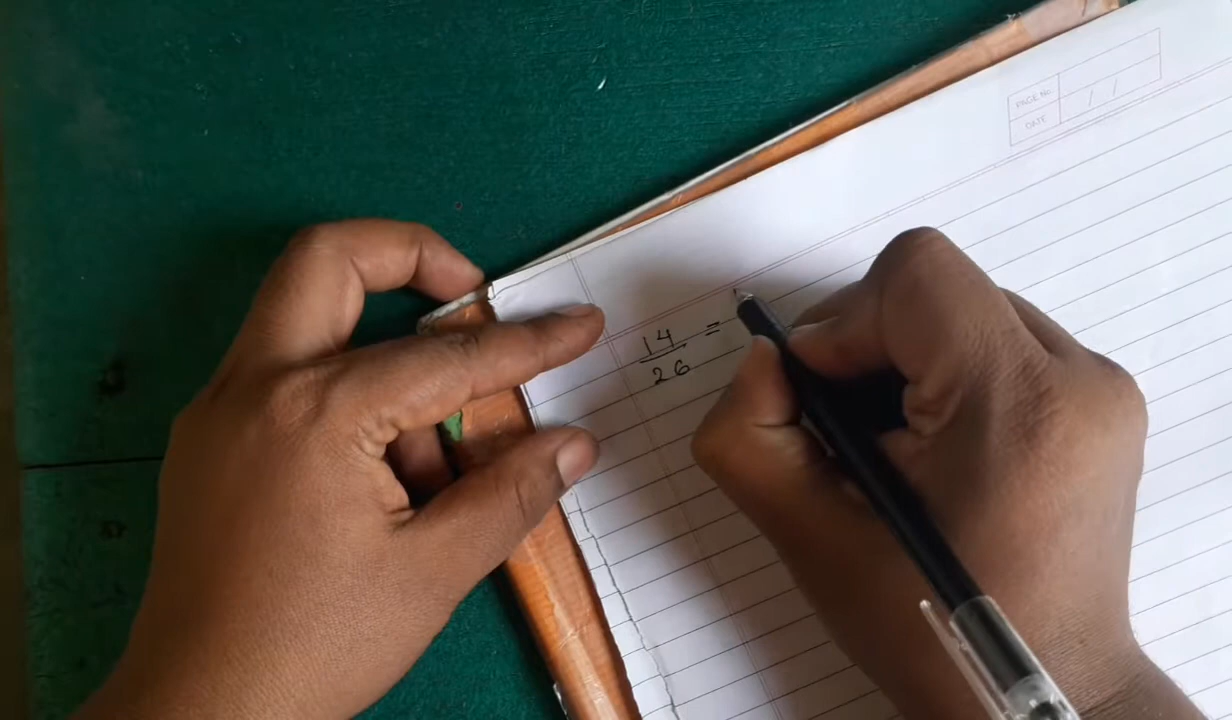 PAGE No.
/ /
DATE
14 =
26